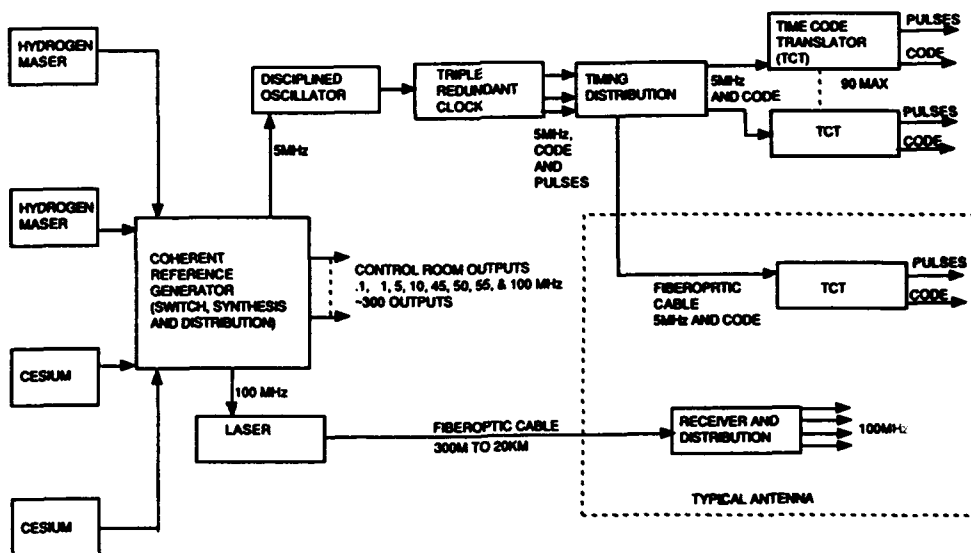 HYDROGEN
MASER
DISCIPLINED
OSCILLATOR
TRIPLE
REDUNDANT
CLOCK
TIMING
DISTRIBUTION
5MHz
AND CODE
TIME CODE
TRANSLATOR
(TCT)
PULSES
CODE
90 MAX
TCT
PULSES
CODE
5MHz
5MHz,
CODE
AND
PULSES
HYDROGEN
MASER
COHERENT
REFERENCE
GENERATOR
(SWITCH, SYNTHESIS
AND DISTRIBUTION)
CONTROL ROOM OUTPUTS
.1, 1, 5, 10, 45, 50, 55, & 100 MHz
~300 OUTPUTS
FIBEROPRTIC
CABLE
5MHz AND CODE
TCT
PULSES
CODE
CESIUM
100 MHz
LASER
FIBEROPTIC CABLE
300M TO 20KM
RECEIVER AND
DISTRIBUTION
100MHz
CESIUM
TYPICAL ANTENNA